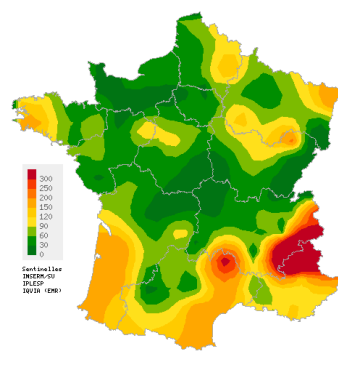 300
250
200
150
120
90
60
30
0
Sentinelles
INSERM/SU
IPLESP
IQVIA (EMR)